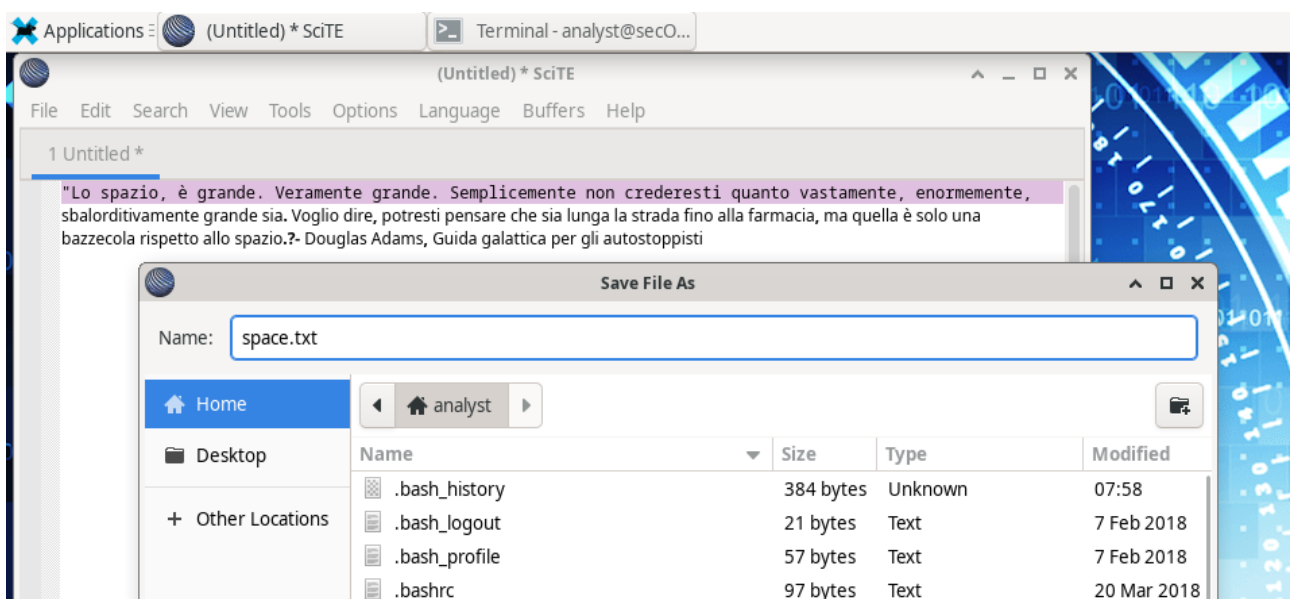 Applications
(Untitled) * SciTE
Terminal - analyst@secO...
(Untitled) * SciTE
File Edit Search View Tools Options Language Buffers Help
1 Untitled *
"Lo spazio, è grande. Veramente grande. Semplicemente non crederesti quanto vastamente, enormemente,
sbalorditivamente grande sia. Voglio dire, potresti pensare che sia lunga la strada fino alla farmacia, ma quella è solo una
bazzecola rispetto allo spazio.?- Douglas Adams, Guida galattica per gli autostoppisti
Save File As
Name: space.txt
Home
analyst
Desktop
Other Locations
Name Size Type Modified
.bash_history 384 bytes Unknown 07:58
.bash_logout 21 bytes Text 7 Feb 2018
.bash_profile 57 bytes Text 7 Feb 2018
.bashrc 97 bytes Text 20 Mar 2018